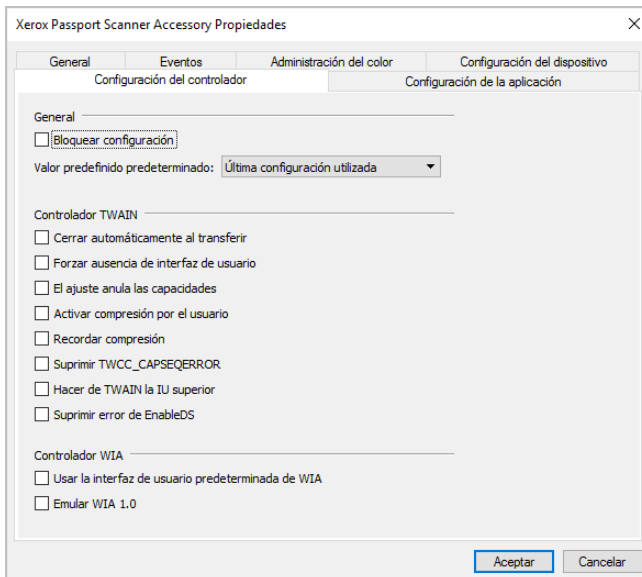 Xerox Passport Scanner Accessory Propiedades
General Eventos Administración del color Configuración del dispositivo
Configuración del controlador Configuración de la aplicación
General
Bloquear configuración
Valor predefinido predeterminado: Última configuración utilizada
Controlador TWAIN
Cerrar automáticamente al transferir
Forzar ausencia de interfaz de usuario
El ajuste anula las capacidades
Activar compresión por el usuario
Recordar compresión
Suprimir TWCC_CAPSEQERROR
Hacer de TWAIN la IU superior
Suprimir error de EnableDS
Controlador WIA
Usar la interfaz de usuario predeterminada de WIA
Emular WIA 1.0
Aceptar Cancelar